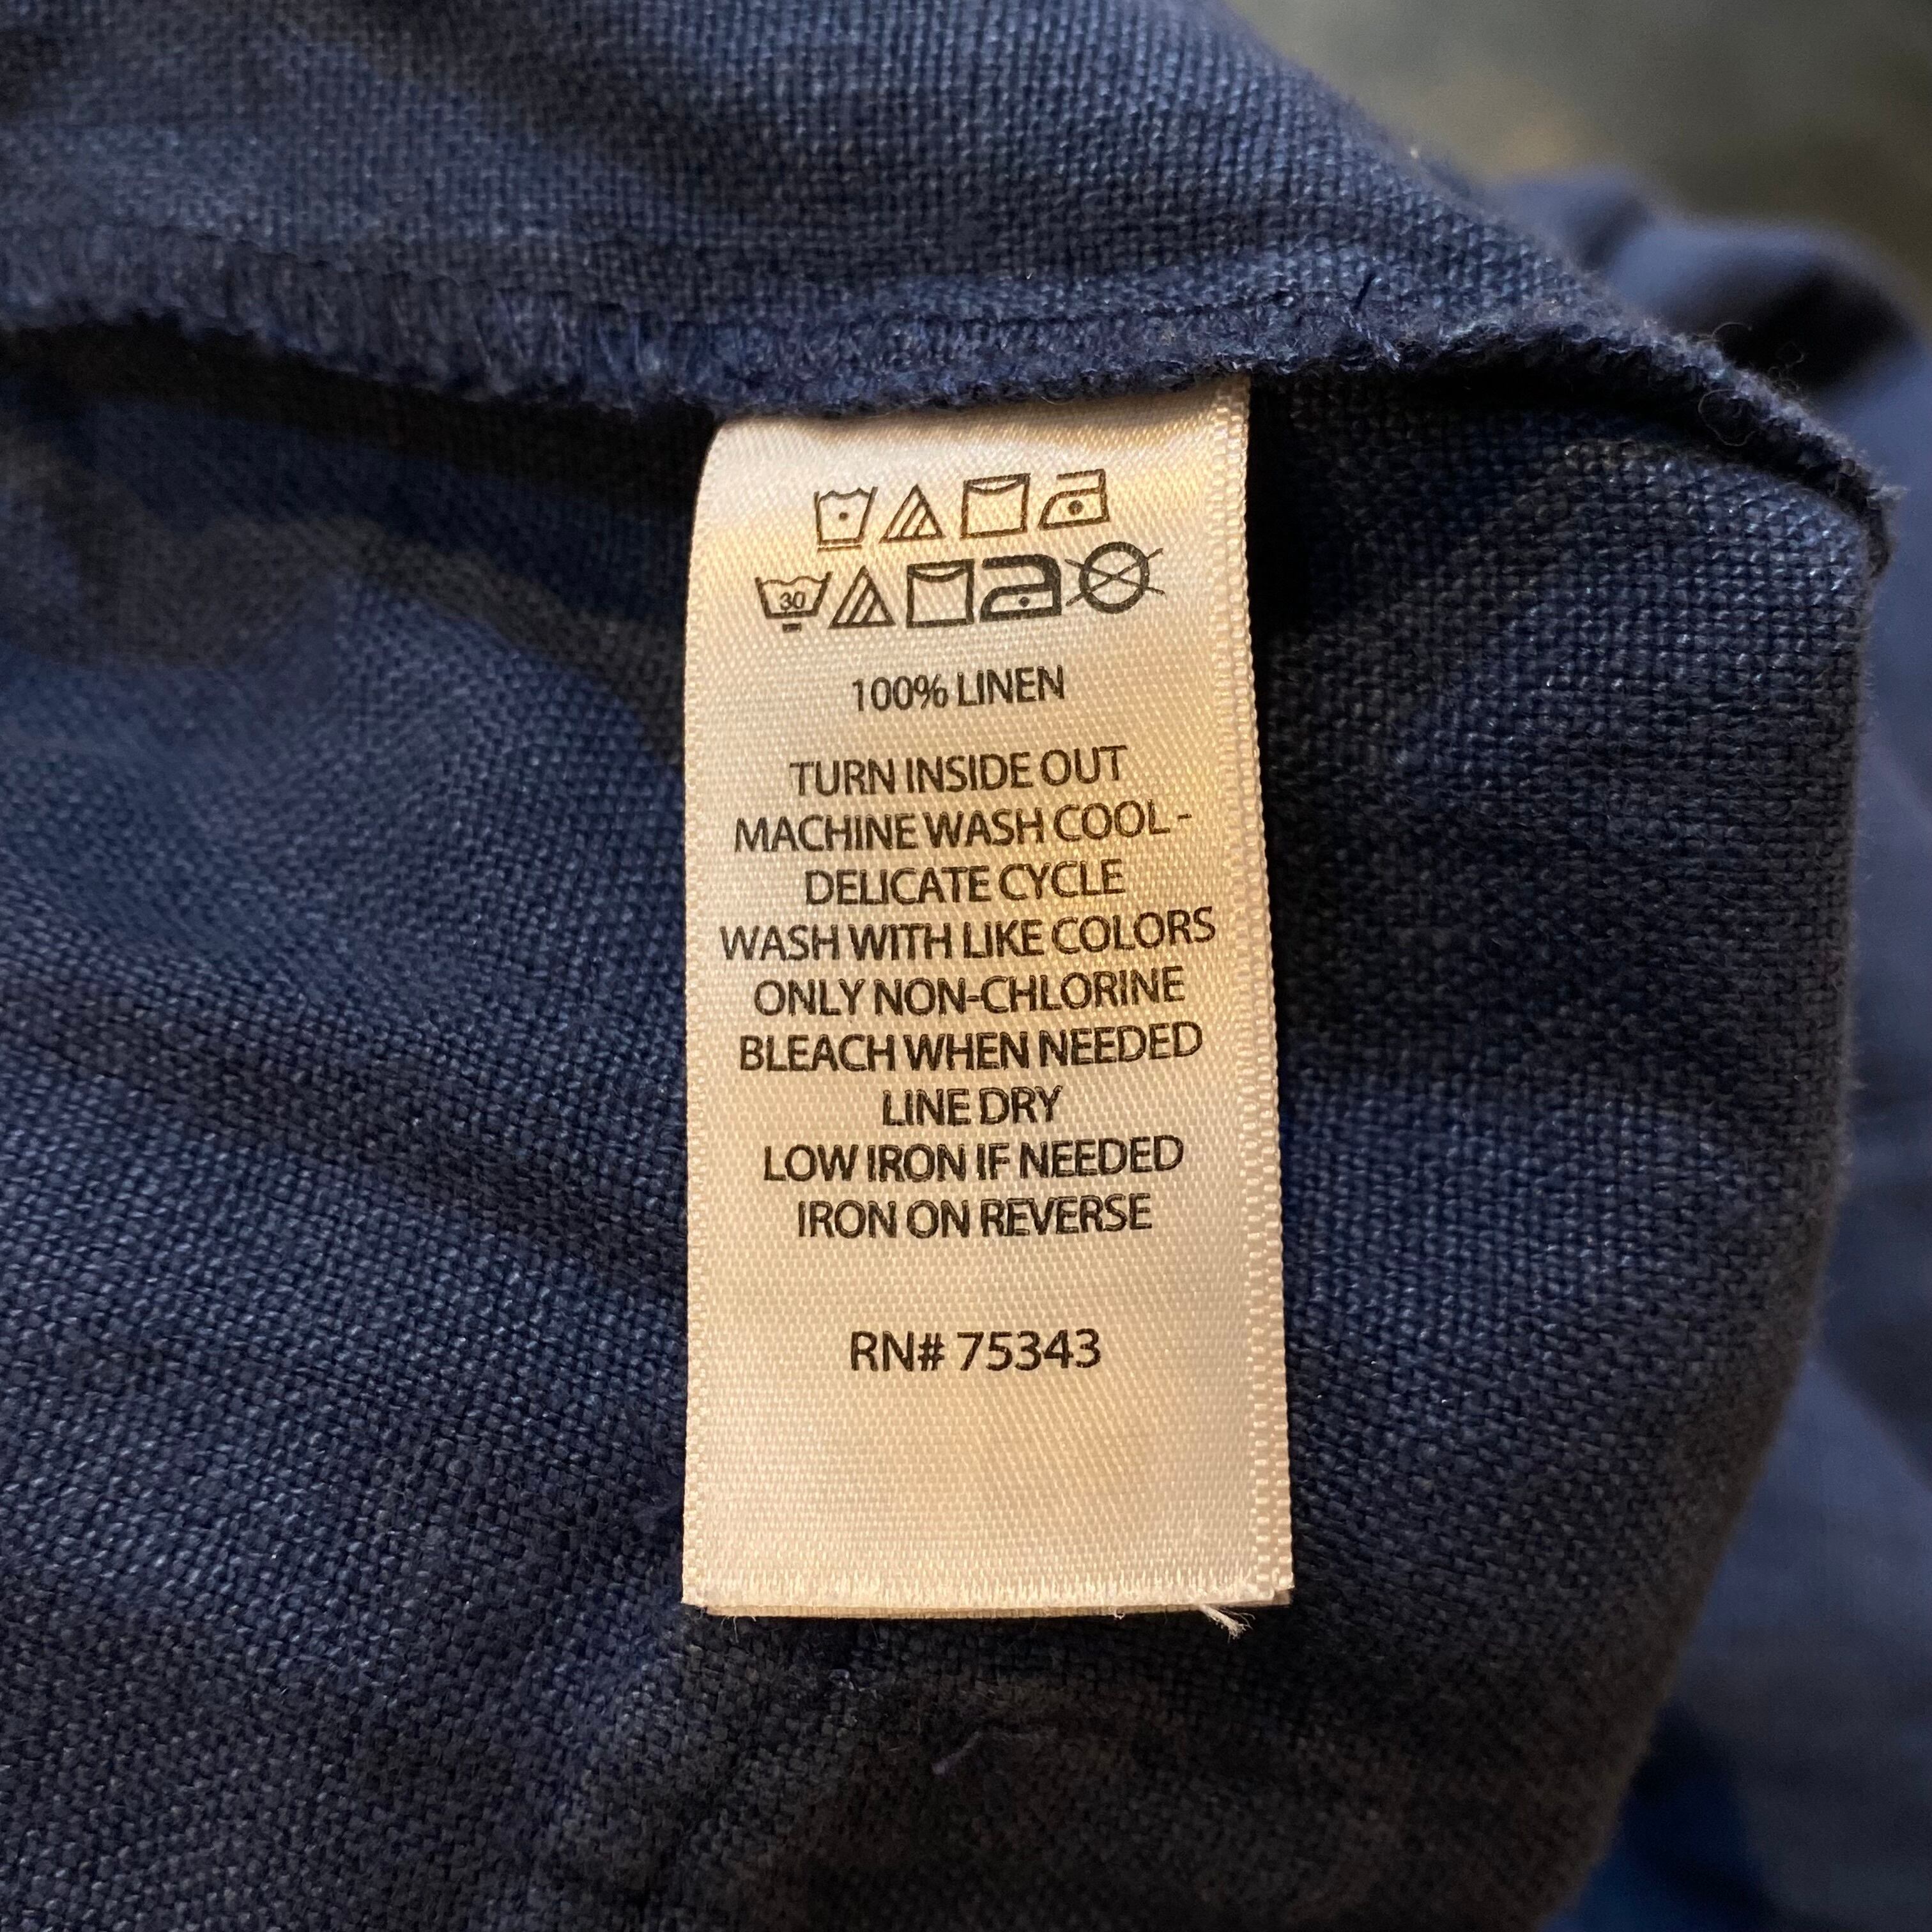 30
100% LINEN
TURN INSIDE OUT
MACHINE WASH COOL -
DELICATE CYCLE
WASH WITH LIKE COLORS
ONLY NON-CHLORINE
BLEACH WHEN NEEDED
LINE DRY
LOW IRON IF NEEDED
IRON ON REVERSE
RN# 75343